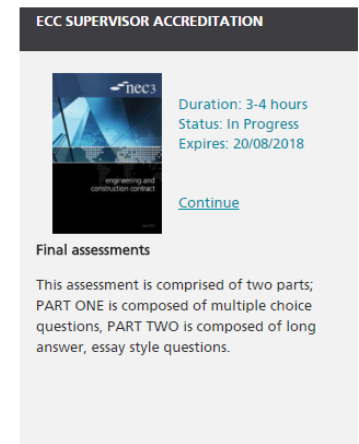 ECC SUPERVISOR ACCREDITATION
nec3
engineering and
construction contract
Duration: 3-4 hours
Status: In Progress
Expires: 20/08/2018
Continue
Final assessments
This assessment is comprised of two parts;
PART ONE is composed of multiple choice
questions, PART TWO is composed of long
answer, essay style questions.